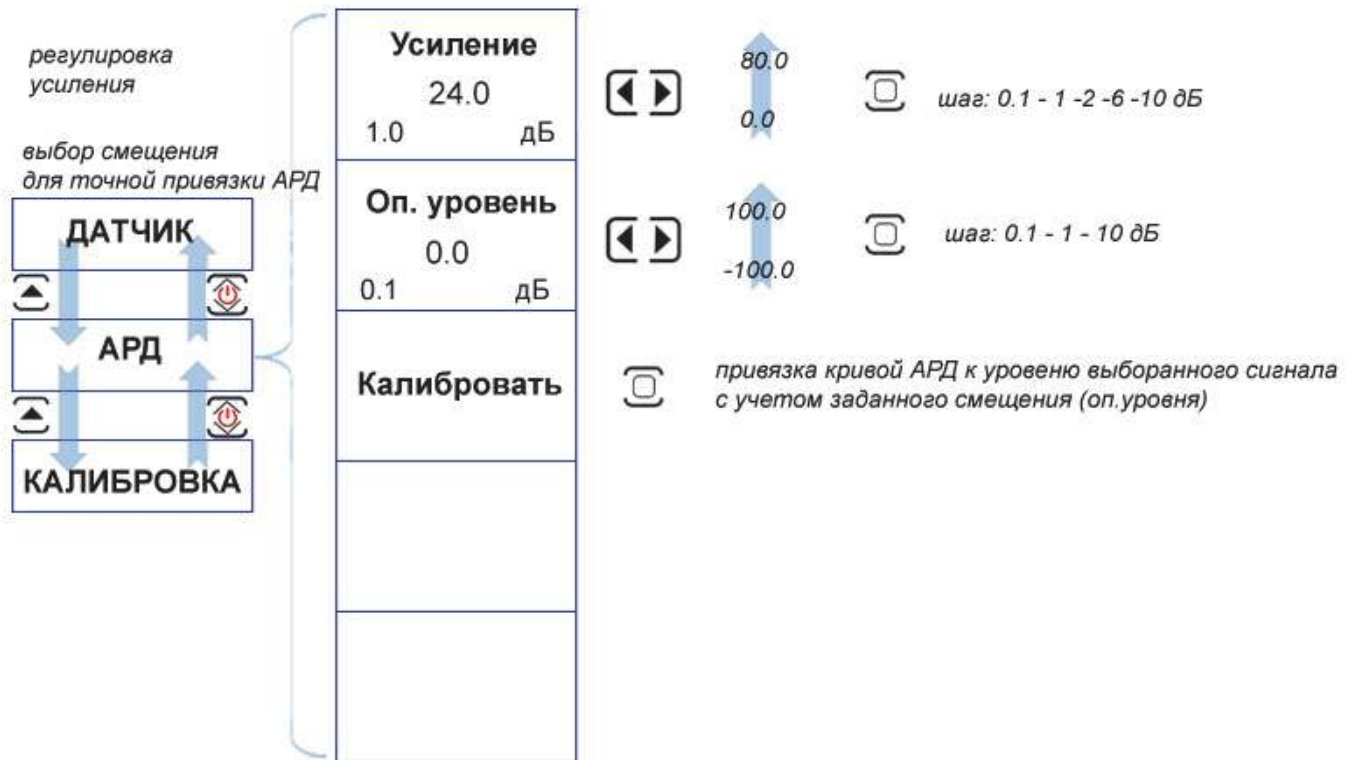 регулировка
усиления
выбор смещения
для точной привязки АРД
ДАТЧИК
АРД
КАЛИБРОВКА
Усиление
24.0
1.0 дБ
80.0
0.0
шаг: 0.1 - 1 -2 -6 -10 дБ
Оп. уровень
0.0
0.1 дБ
100.0
-100.0
шаг: 0.1 - 1 - 10 дБ
Калибровать
привязка кривой АРД к уровеню выборанного сигнала
с учетом заданного смещения (оп.уровня)